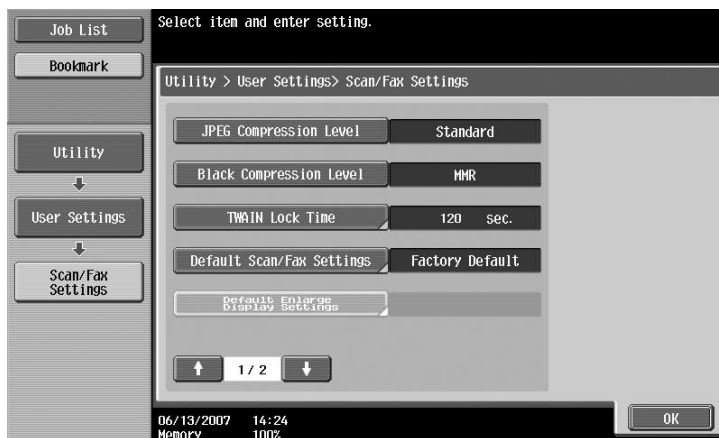 Job List
Select item and enter setting.
Bookmark
Utility > User Settings> Scan/Fax Settings
JPEG Compression Level
Standard
Utility
Black Compression Level
MMR
User Settings
TWAIN Lock Time
120 sec.
Default Scan/Fax Settings
Factory Default
Scan/Fax
Settings
Default Enlarge
Display Settings
1/ 2
06/13/2007 14:24
Memory 100%
OK